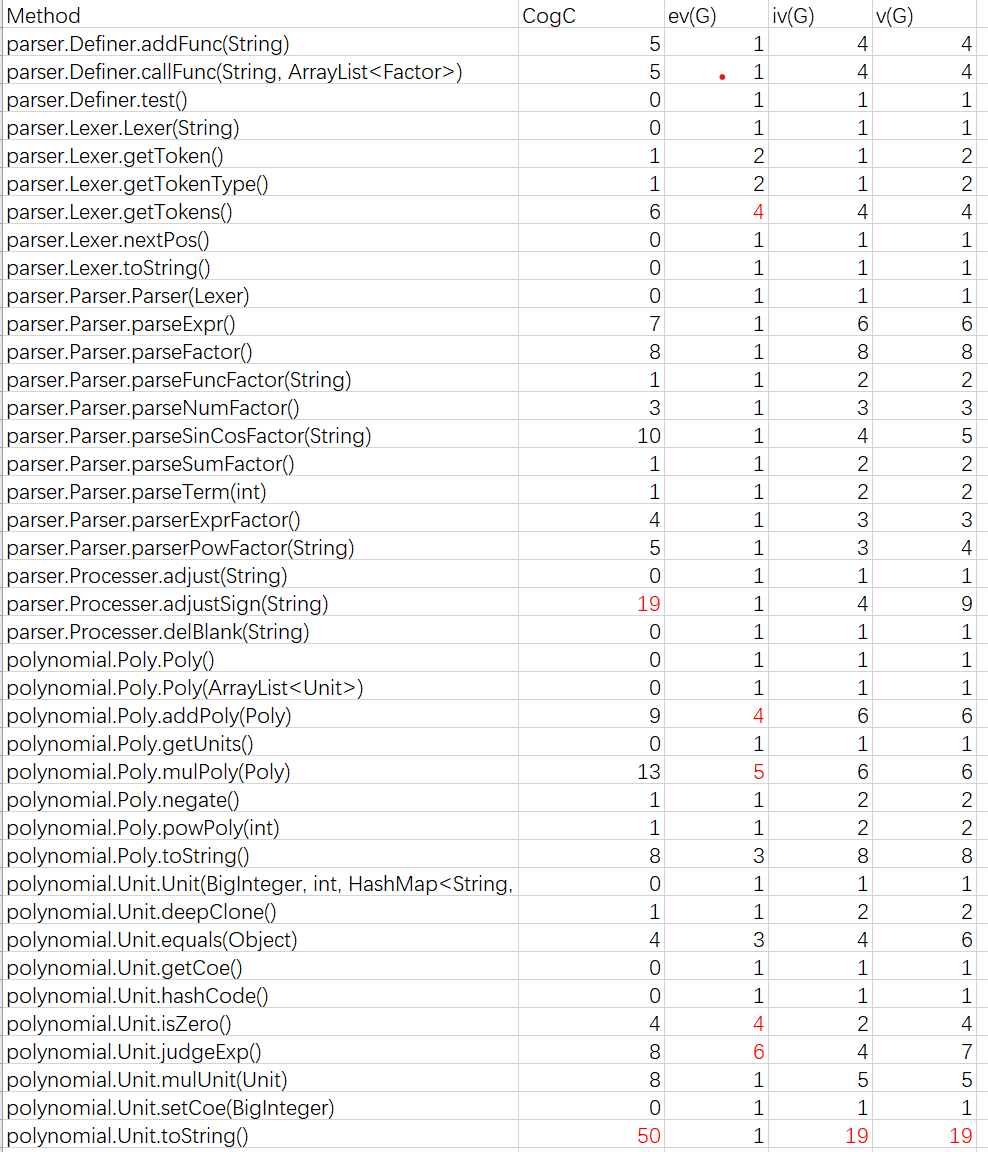 Method CogC ev(G) iv(G) v(G)
parser.Definer.addFunc(String) 5 1 4 4
parser.Definer.callFunc(String, ArrayList<Factor>) 5 1 4 4
parser.Definer.test() 0 1 1 1
parser.Lexer.Lexer(String) 0 1 1 1
parser.Lexer.getToken() 1 2 1 2
parser.Lexer.getTokenType() 1 2 1 2
parser.Lexer.getTokens() 6 4 4 4
parser.Lexer.nextPos() 0 1 1 1
parser.Lexer.toString() 0 1 1 1
parser.Parser.Parser(Lexer) 0 1 1 1
parser.Parser.parseExpr() 7 1 6 6
parser.Parser.parseFactor() 8 1 8 8
parser.Parser.parseFuncFactor(String) 1 1 2 2
parser.Parser.parseNumFactor() 3 1 3 3
parser.Parser.parseSinCosFactor(String) 10 1 4 5
parser.Parser.parseSumFactor() 1 1 2 2
parser.Parser.parseTerm(int) 1 1 2 2
parser.Parser.parserExprFactor() 4 1 3 3
parser.Parser.parserPowFactor(String) 5 1 3 4
parser.Processer.adjust(String) 0 1 1 1
parser.Processer.adjustSign(String) 19 1 4 9
parser.Processer.delBlank(String) 0 1 1 1
polynomial.Poly.Poly() 0 1 1 1
polynomial.Poly.Poly(ArrayList<Unit>) 0 1 1 1
polynomial.Poly.addPoly(Poly) 9 4 6 6
polynomial.Poly.getUnits() 0 1 1 1
polynomial.Poly.mulPoly(Poly) 13 5 6 6
polynomial.Poly.negate() 1 1 2 2
polynomial.Poly.powPoly(int) 1 1 2 2
polynomial.Poly.toString() 8 3 8 8
polynomial.Unit.Unit(BigInteger, int, HashMap<String, 0 1 1 1
polynomial.Unit.deepClone() 1 1 2 2
polynomial.Unit.equals(Object) 4 3 4 6
polynomial.Unit.getCoe() 0 1 1 1
polynomial.Unit.hashCode() 0 1 1 1
polynomial.Unit.isZero() 4 4 2 4
polynomial.Unit.judgeExp() 8 6 4 7
polynomial.Unit.mulUnit(Unit) 8 1 5 5
polynomial.Unit.setCoe(BigInteger) 0 1 1 1
polynomial.Unit.toString() 50 1 19 19